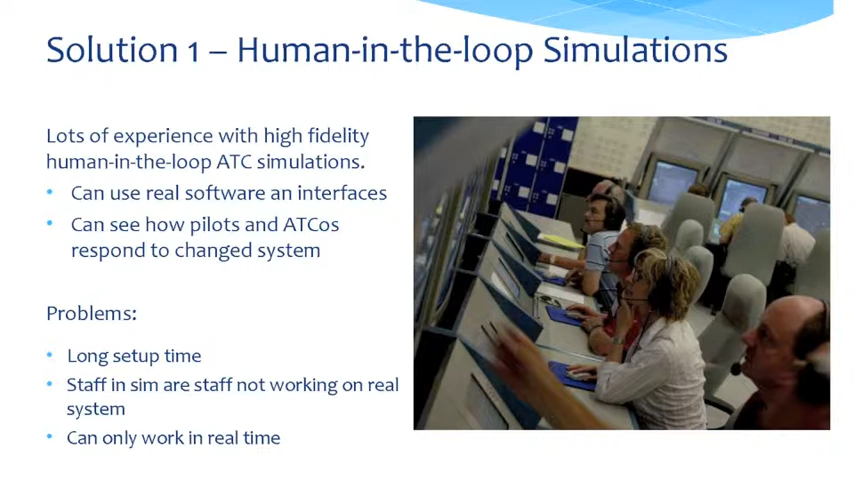 Solution 1 – Human-in-the-loop Simulations
Lots of experience with high fidelity
human-in-the-loop ATC simulations.
• Can use real software an interfaces
• Can see how pilots and ATCos
respond to changed system
Problems:
• Long setup time
• Staff in sim are staff not working on real
system
• Can only work in real time